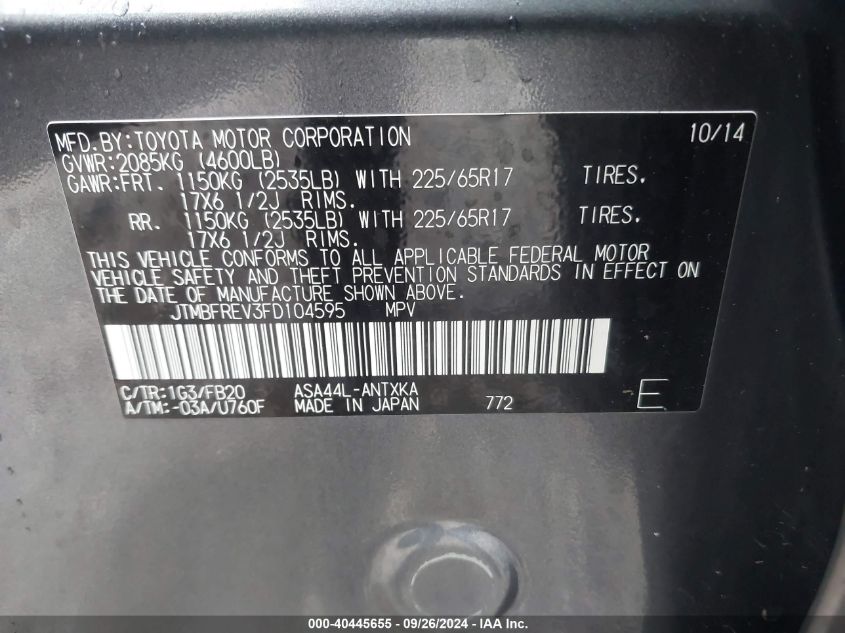 MFD.BY:TOYOTA MOTOR CORPORATION 10/14
GVWR:2085KG (4600LB)
GAWR:FRT. 1150KG (2535LB) WITH 225/65R17 TIRES.
17X6 1/2J RIMS.
RR. 1150KG (2535LB) WITH 225/65R17 TIRES.
17X6 1/2J RIMS.
THIS VEHICLE CONFORMS TO ALL APPLICABLE FEDERAL MOTOR
VEHICLE SAFETY AND THEFT PREVENTION STANDARDS IN EFFECT ON
THE DATE OF MANUFACTURE SHOWN ABOVE.
JTMBFREV3FD104595 MPV
C/TR:1G3/FB20 ASA44L-ANTXKA
A/TM:-03A/U760F MADE IN JAPAN 772 E
000-40445655 - 09/26/2024 - IAA Inc.